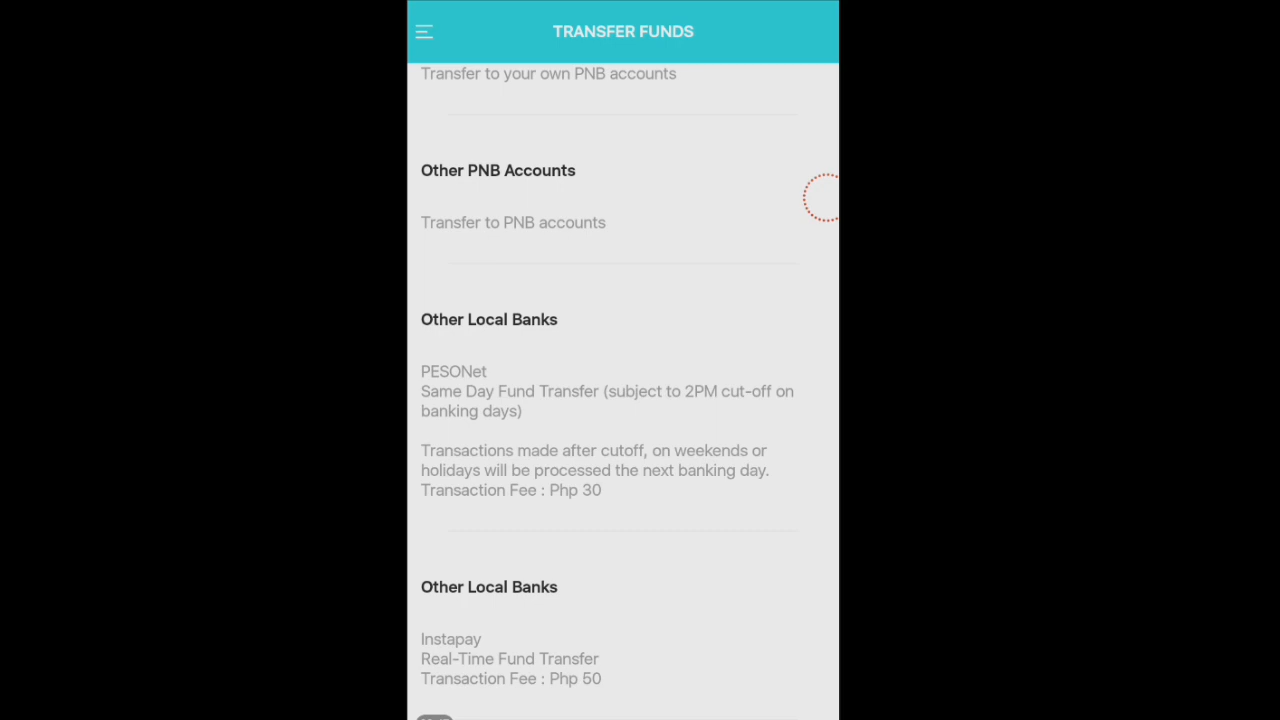 TRANSFER FUNDS
Transfer to your own PNB accounts
Other PNB Accounts
Transfer to PNB accounts
Other Local Banks
PESONet
Same Day Fund Transfer (subject to 2PM cut-off on
banking days)
Transactions made after cutoff, on weekends or
holidays will be processed the next banking day.
Transaction Fee : Php 30
Other Local Banks
Instapay
Real-Time Fund Transfer
Transaction Fee : Php 50